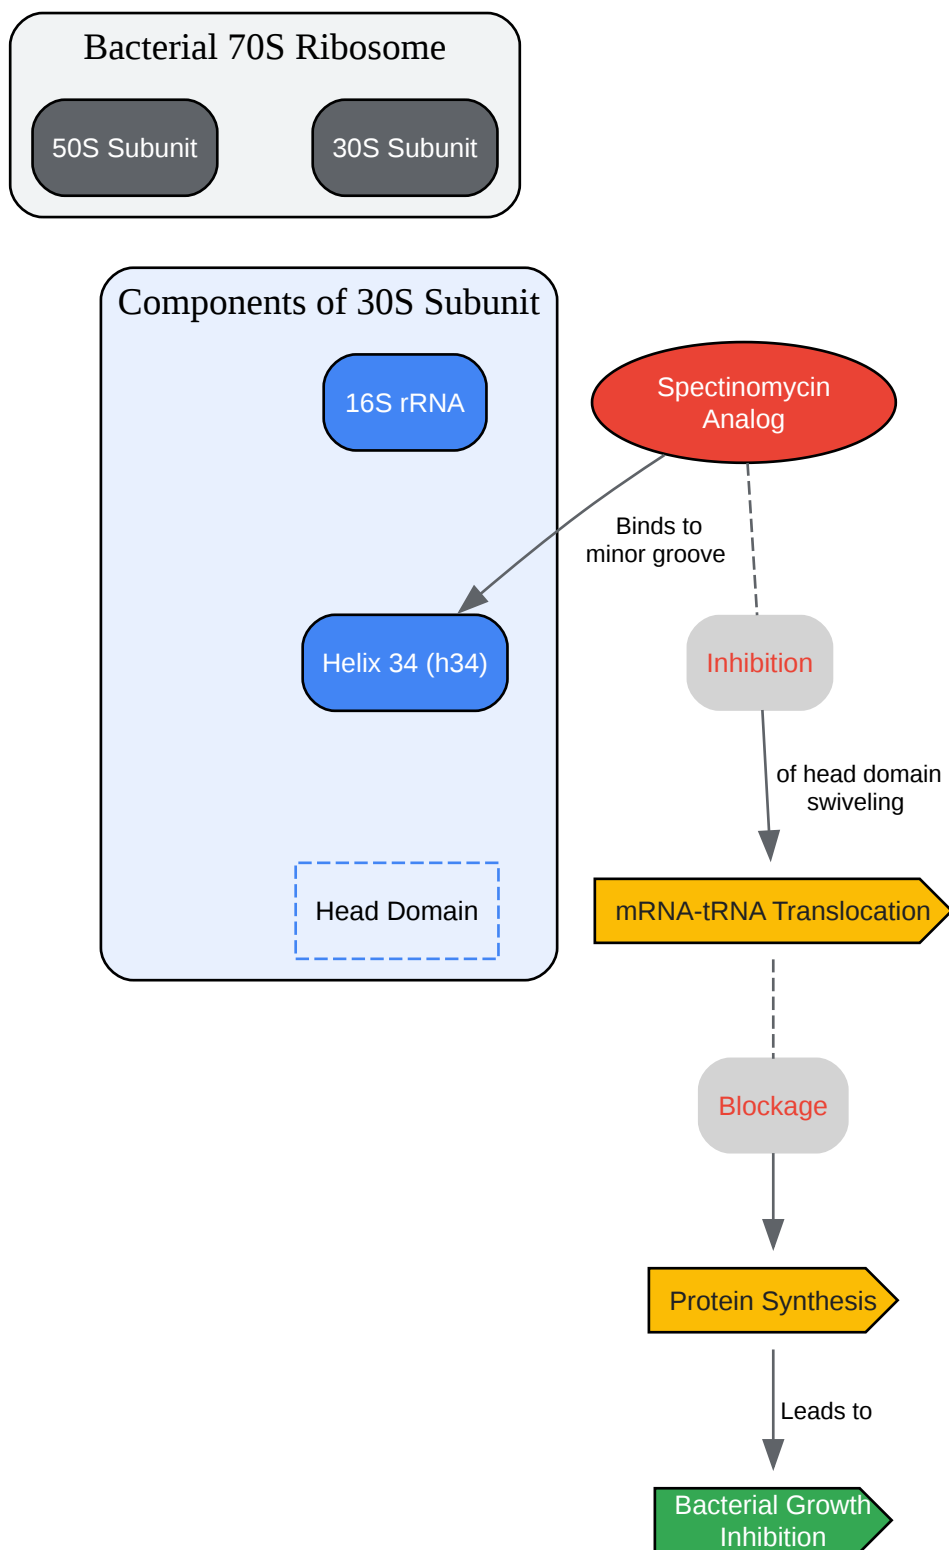 Bacterial 70S Ribosome
50S Subunit
30S Subunit
Components of 30S Subunit
16S rRNA
Spectinomycin
Analog
Binds to
minor groove
Helix 34 (h34)
Inhibition
of head domain
swiveling
Head Domain
mRNA-tRNA Translocation
Blockage
Protein Synthesis
Leads to
Bacterial Growth
Inhibition